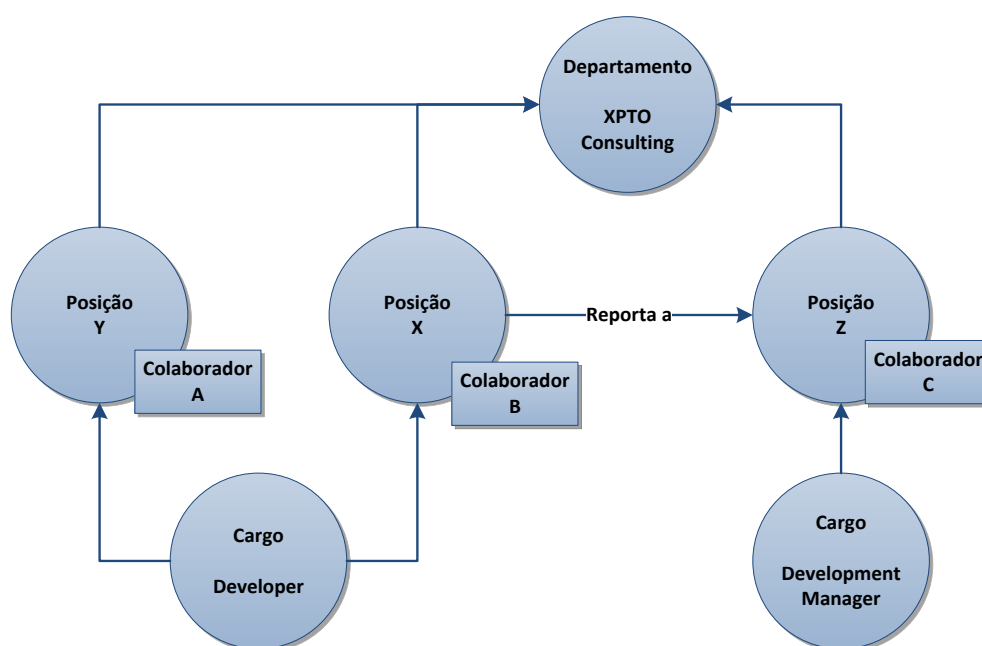 Departamento
XPTO
Consulting
Posição
Y
Colaborador
A
Posição
X
Colaborador
B
Reporta a
Posição
Z
Colaborador
C
Cargo
Developer
Cargo
Development
Manager